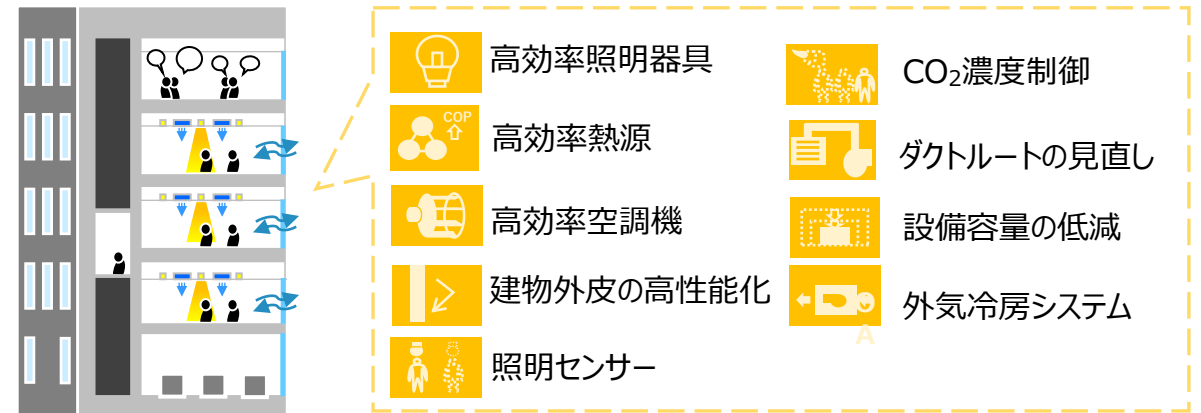 高効率照明器具
COP
高効率熱源
高効率空調機
建物外皮の高性能化
照明センサー
CO₂濃度制御
ダクトルートの見直し
設備容量の低減
外気冷房システム
A